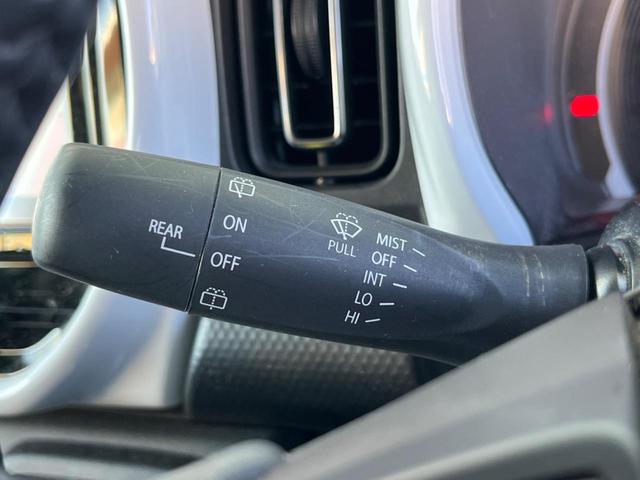 REAR
ON
OFF
PULL
MIST
OFF
INT
LO
HI